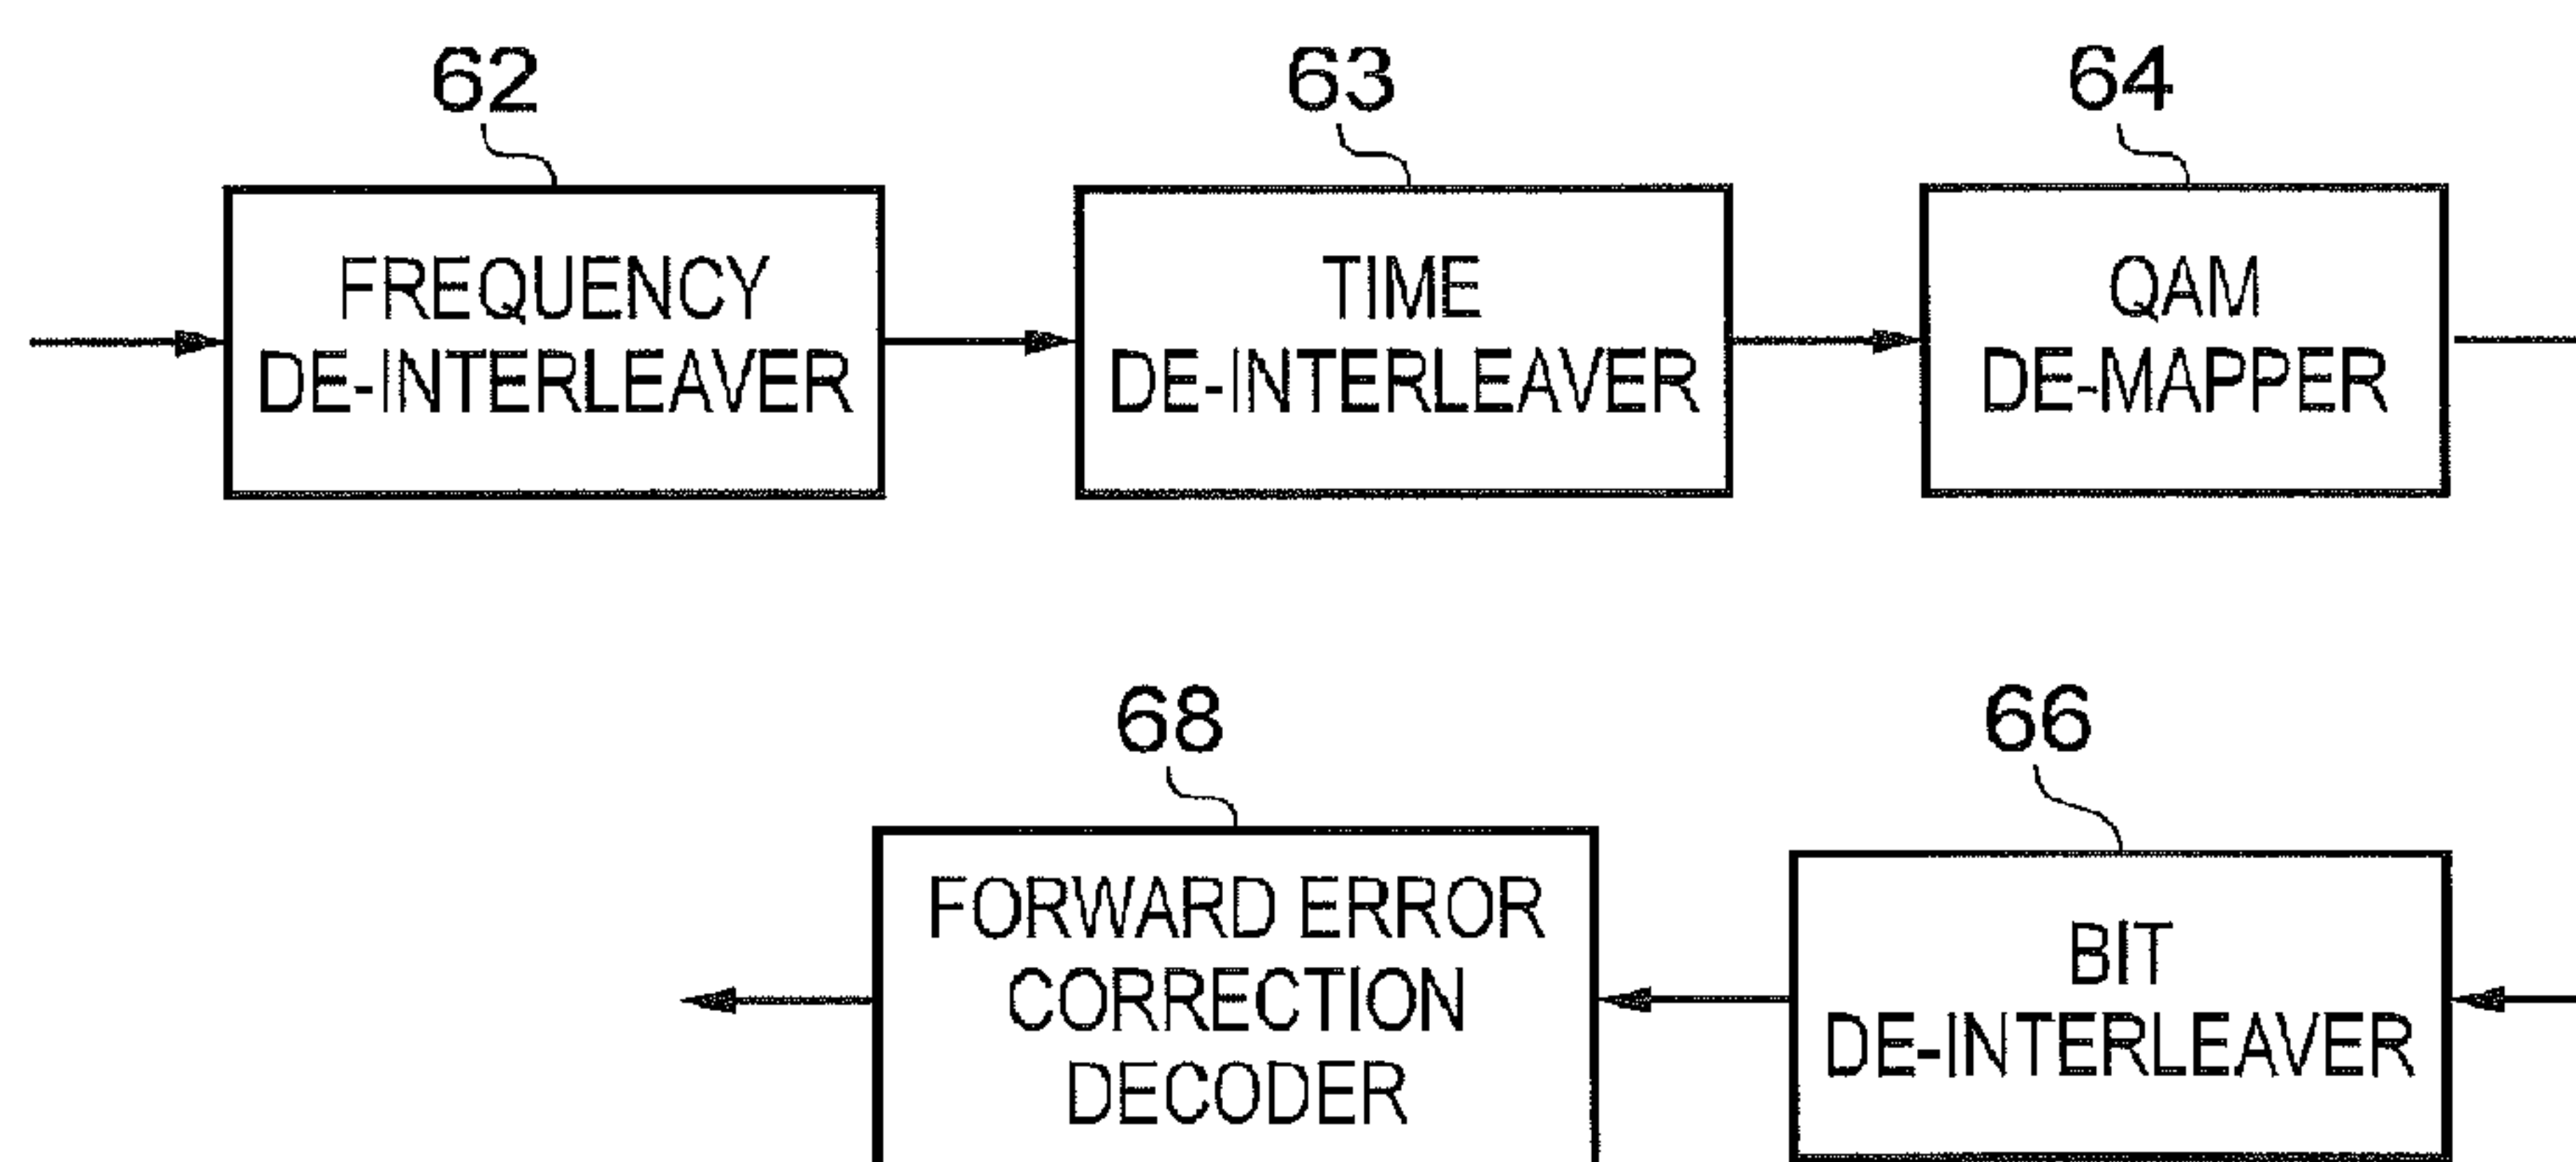 62
63
64
FREQUENCY
DE-INTERLEAVER
TIME
DE-INTERLEAVER
QAM
DE-MAPPER
68
66
FORWARD ERROR
CORRECTION
DECODER
BIT
DE-INTERLEAVER